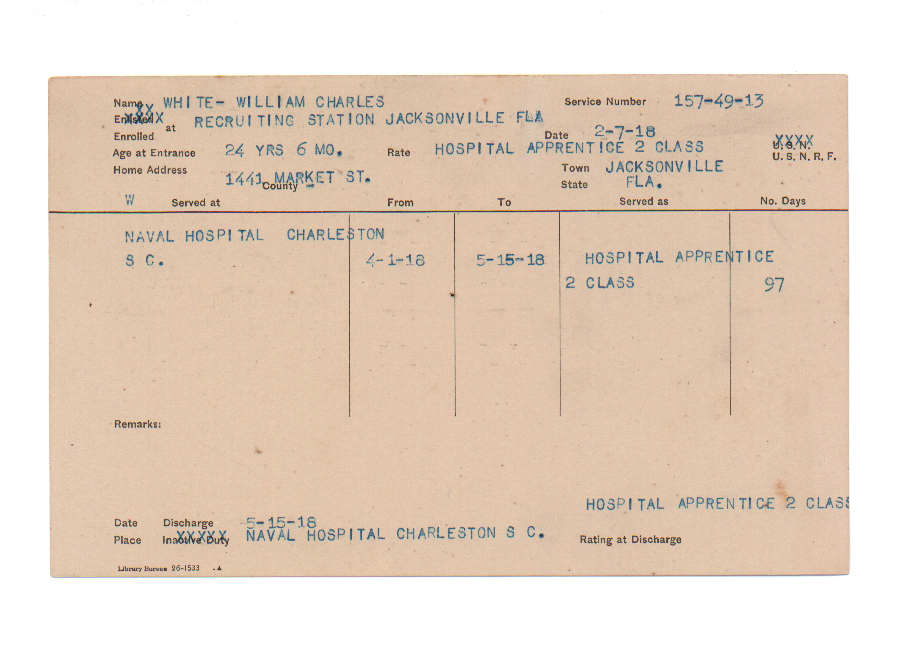 Name WHITE- WILLIAM CHARLES Service Number 157-49-13
Enlisted XXXX
Enrolled at RECRUITING STATION JACKSONVILLE FLA Date 2-7-18
Age at Entrance 24 YRS 6 MO. Rate HOSPITAL APPRENTICE 2 CLASS U.S.N. XXXX U. S. N. R. F.
Home Address 1441 MARKET ST. County - Town JACKSONVILLE
State FLA.
W Served at From To Served as No. Days
NAVAL HOSPITAL CHARLESTON
S C. 4-1-18 5-15-18 HOSPITAL APPRENTICE
2 CLASS 97
Remarks:
HOSPITAL APPRENTICE 2 CLASS
Date Discharge 5-15-18
Place Inactive Duty XXXXX NAVAL HOSPITAL CHARLESTON S C. Rating at Discharge
Library Bureau 26-1533